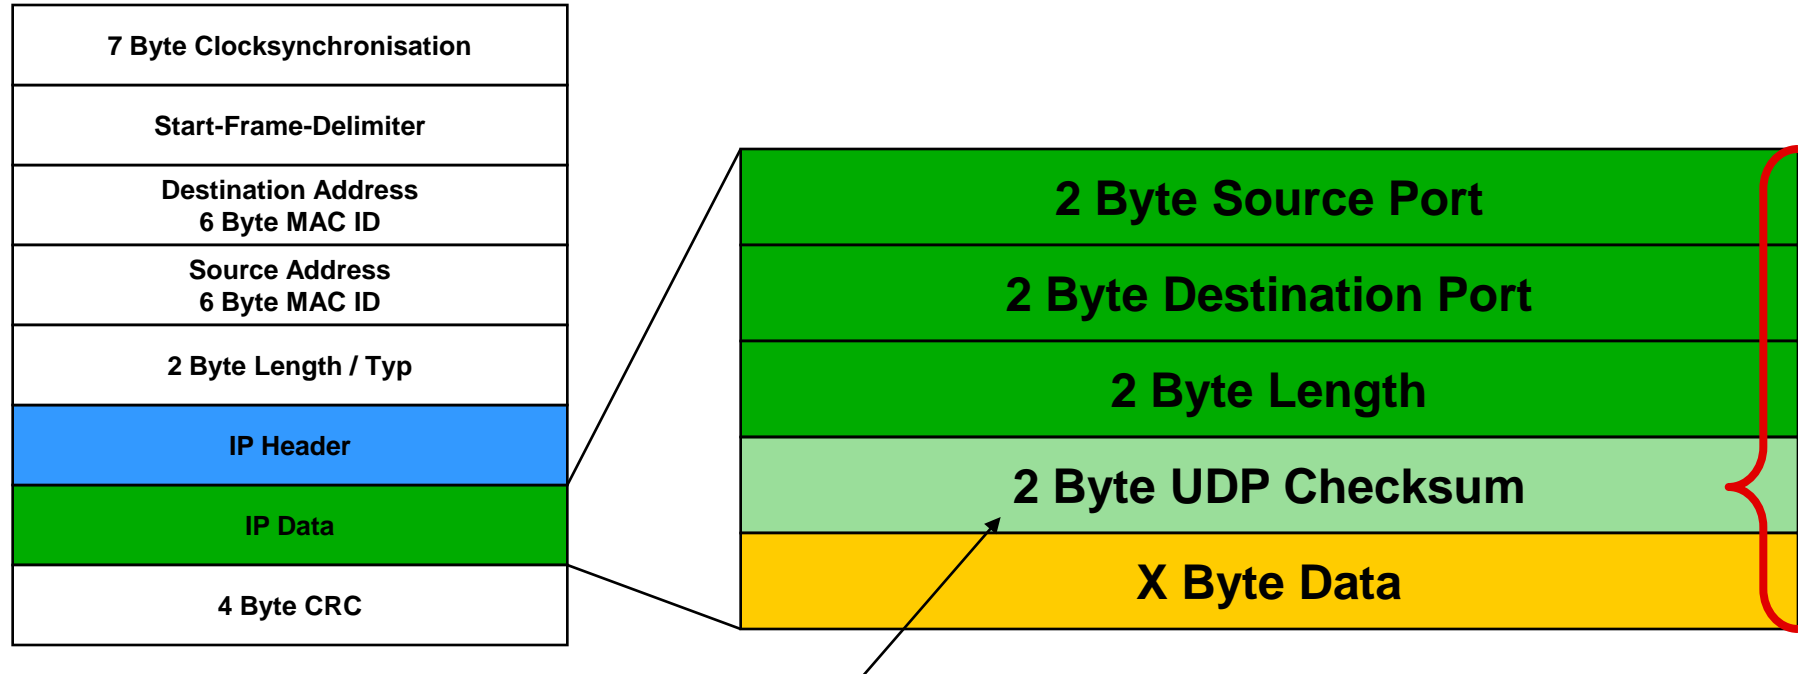 7 Byte Clocksynchronisation
Start-Frame-Delimiter
Destination Address
6 Byte MAC ID
Source Address
6 Byte MAC ID
2 Byte Length / Typ
IP Header
IP Data
4 Byte CRC
2 Byte Source Port
2 Byte Destination Port
2 Byte Length
2 Byte UDP Checksum
X Byte Data